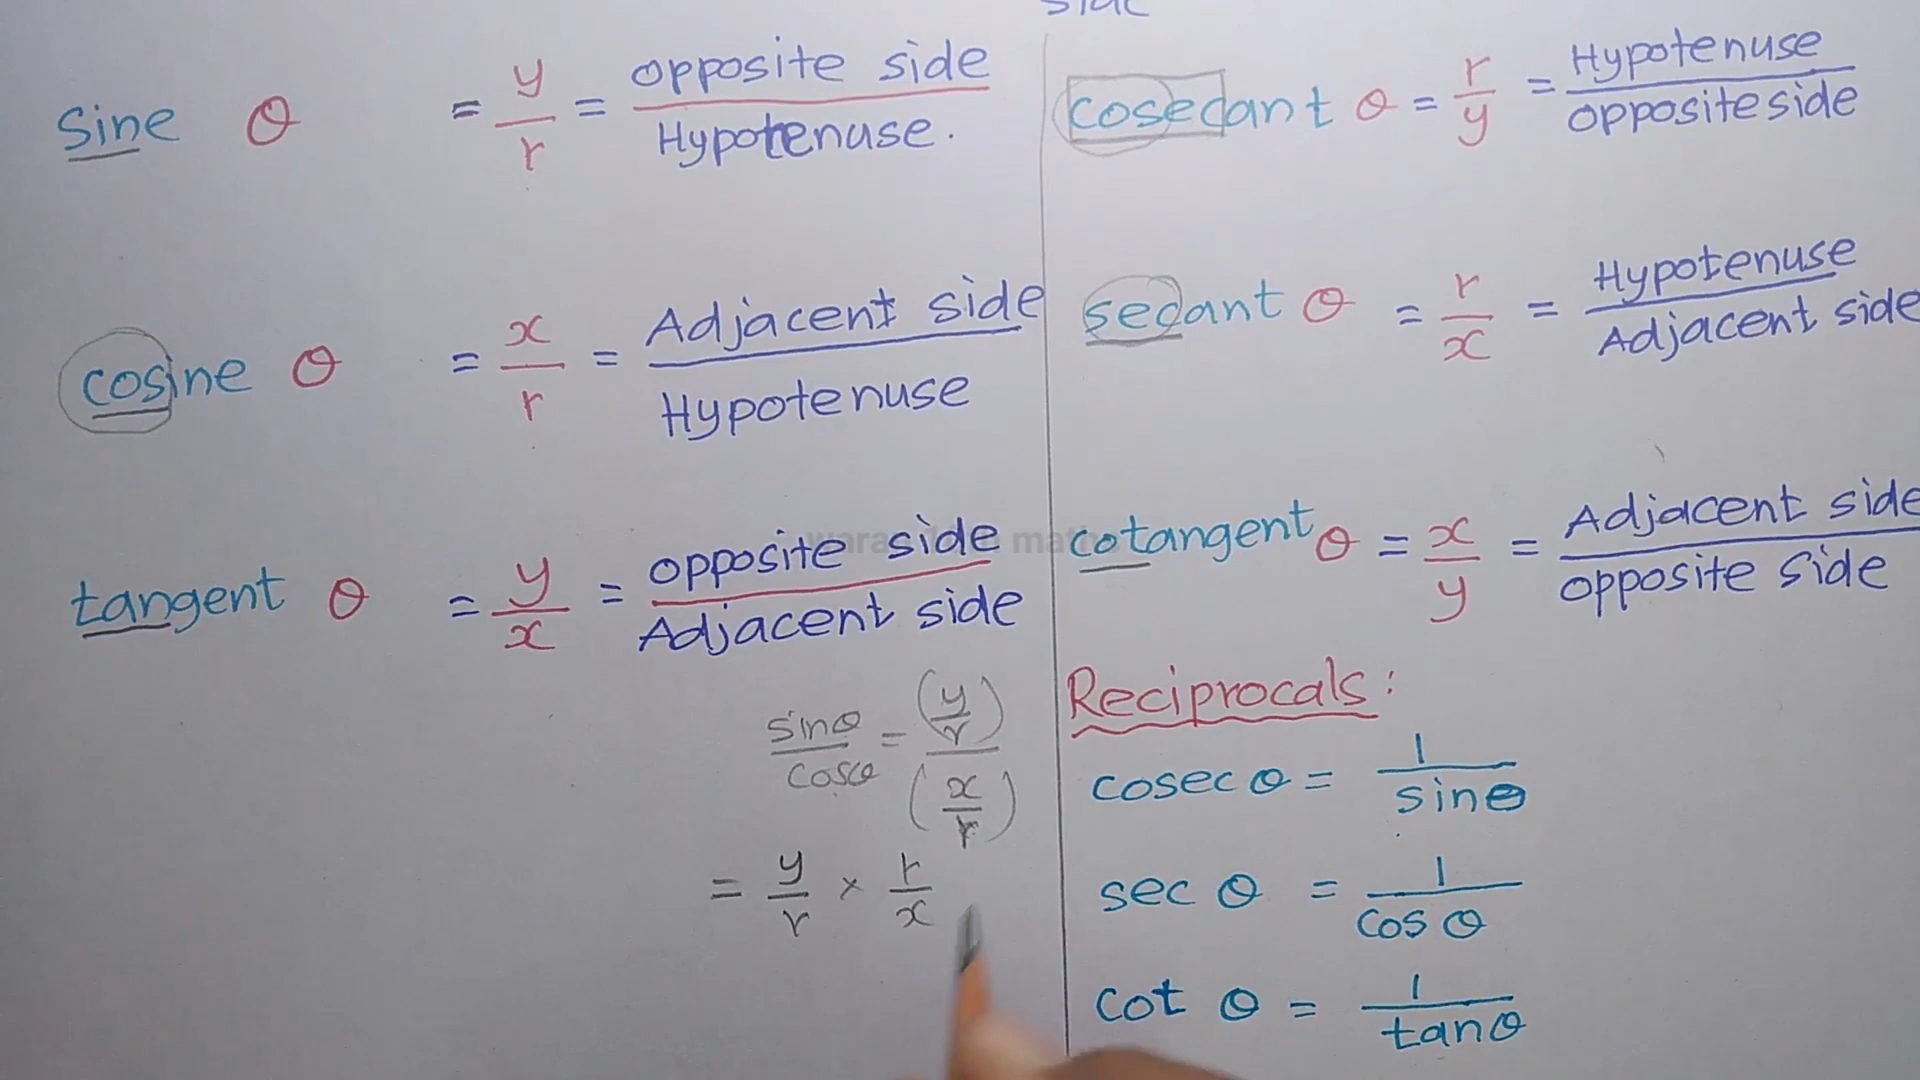 side
sine θ = y/r = opposite side/Hypotenuse.
cosine θ = x/r = Adjacent side/Hypotenuse
tangent θ = y/x = opposite side/Adjacent side
sinθ/cosθ = (y/r)/(x/r)
= y/r × r/x
cosecant θ = r/y = Hypotenuse/opposite side
secant θ = r/x = Hypotenuse/Adjacent side
cotangent θ = x/y = Adjacent side/opposite side
Reciprocals:
cosec θ = 1/sinθ
sec θ = 1/cos θ
cot θ = 1/tanθ